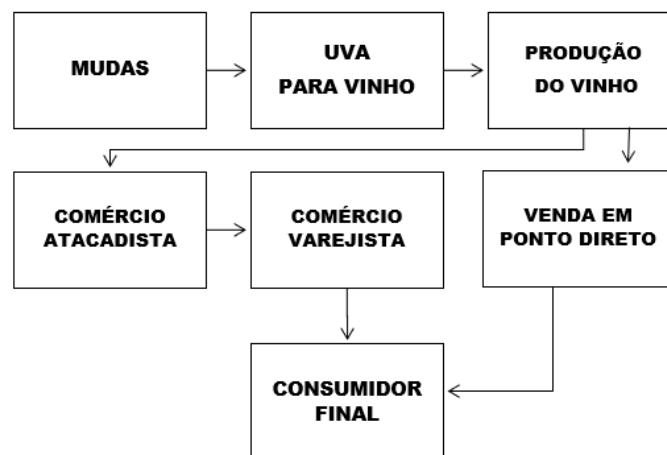 MUDAS
UVA
PARA VINHO
PRODUÇÃO
DO VINHO
COMÉRCIO
ATACADISTA
COMÉRCIO
VAREJISTA
VENDA EM
PONTO DIRETO
CONSUMIDOR
FINAL